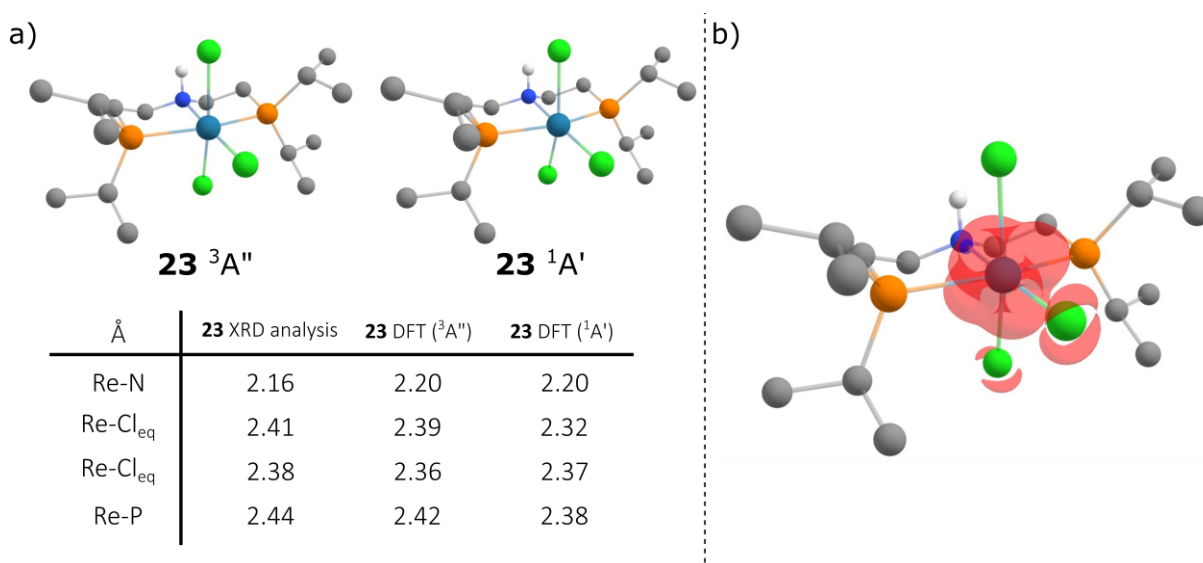 a)
b)
23 ³A"
23 ¹A'
Å 23 XRD analysis 23 DFT (³A") 23 DFT (¹A')
Re-N 2.16 2.20 2.20
Re-Cleq 2.41 2.39 2.32
Re-Cleq 2.38 2.36 2.37
Re-P 2.44 2.42 2.38